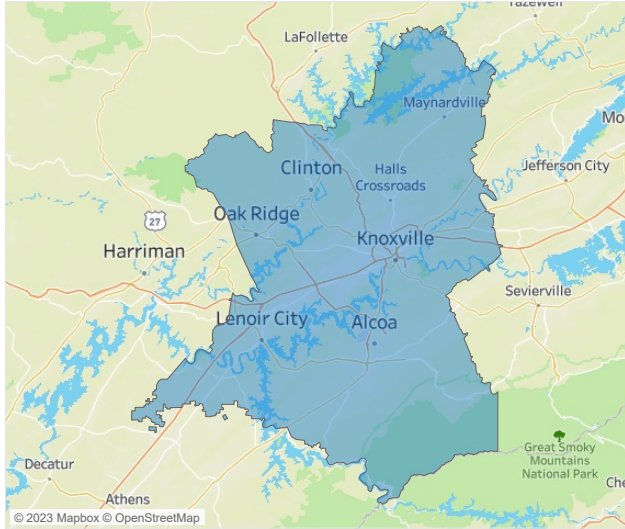 Tazewell
LaFollette
Maynardville
Mo
Clinton
Halls
Crossroads
Jefferson City
Oak Ridge
27
Knoxville
Harriman
Sevierville
Lenoir City
Alcoa
Great Smoky
Mountains
National Park
Decatur
Che
Athens
© 2023 Mapbox © OpenStreetMap